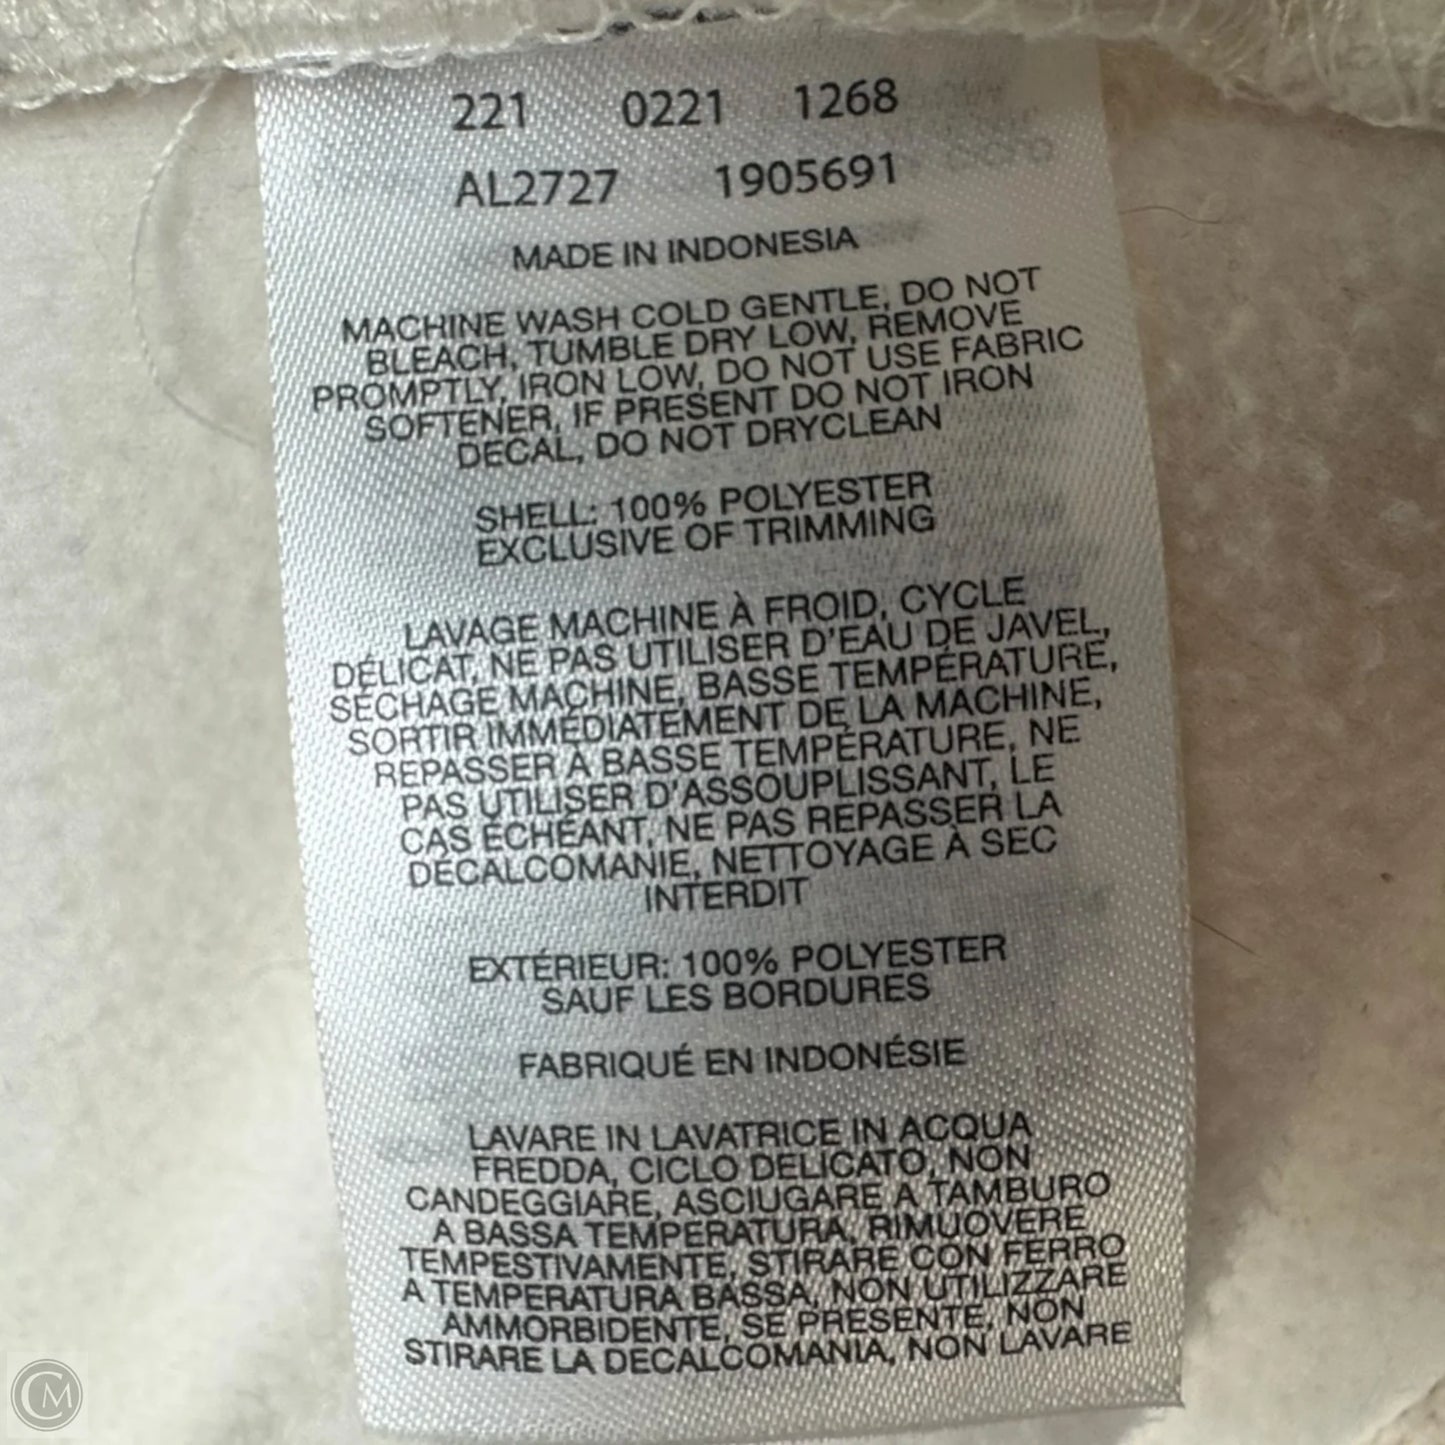 221 0221 1268
AL2727 1905691
MADE IN INDONESIA
MACHINE WASH COLD GENTLE, DO NOT
BLEACH, TUMBLE DRY LOW, REMOVE
PROMPTLY, IRON LOW, DO NOT USE FABRIC
SOFTENER, IF PRESENT DO NOT IRON
DECAL, DO NOT DRYCLEAN
SHELL: 100% POLYESTER
EXCLUSIVE OF TRIMMING
LAVAGE MACHINE À FROID, CYCLE
DÉLICAT, NE PAS UTILISER D'EAU DE JAVEL,
SÉCHAGE MACHINE, BASSE TEMPÉRATURE,
SORTIR IMMÉDIATEMENT DE LA MACHINE,
REPASSER À BASSE TEMPÉRATURE, NE
PAS UTILISER D'ASSOUPLISSANT, LE
CAS ÉCHÉANT, NE PAS REPASSER LA
DÉCALCOMANIE, NETTOYAGE À SEC
INTERDIT
EXTÉRIEUR: 100% POLYESTER
SAUF LES BORDURES
FABRIQUÉ EN INDONÉSIE
LAVARE IN LAVATRICE IN ACQUA
FREDDA, CICLO DELICATO, NON
CANDEGGIARE, ASCIUGARE A TAMBURO
A BASSA TEMPERATURA, RIMUOVERE
TEMPESTIVAMENTE, STIRARE CON FERRO
A TEMPERATURA BASSA, NON UTILIZZARE
AMMORBIDENTE, SE PRESENTE, NON
STIRARE LA DECALCOMANIA, NON LAVARE
CM